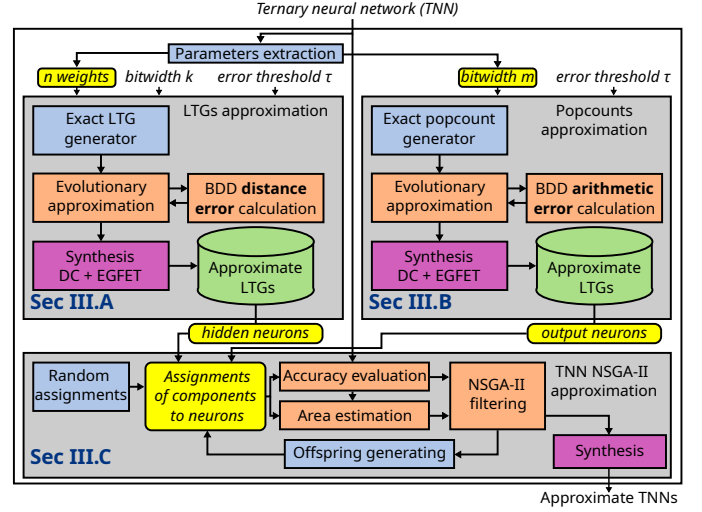 Ternary neural network (TNN)
Parameters extraction
n weights
bitwidth k
error threshold τ
bitwidth m
error threshold τ
Exact LTG
generator
LTGs approximation
Evolutionary
approximation
BDD distance
error calculation
Synthesis
DC + EGFET
Approximate
LTGs
Sec III.A
Exact popcount
generator
Popcounts
approximation
Evolutionary
approximation
BDD arithmetic
error calculation
Synthesis
DC + EGFET
Approximate
LTGs
Sec III.B
hidden neurons
output neurons
Random
assignments
Assignments
of components
to neurons
Accuracy evaluation
Area estimation
NSGA-II
filtering
TNN NSGA-II
approximation
Offspring generating
Synthesis
Sec III.C
Approximate TNNs